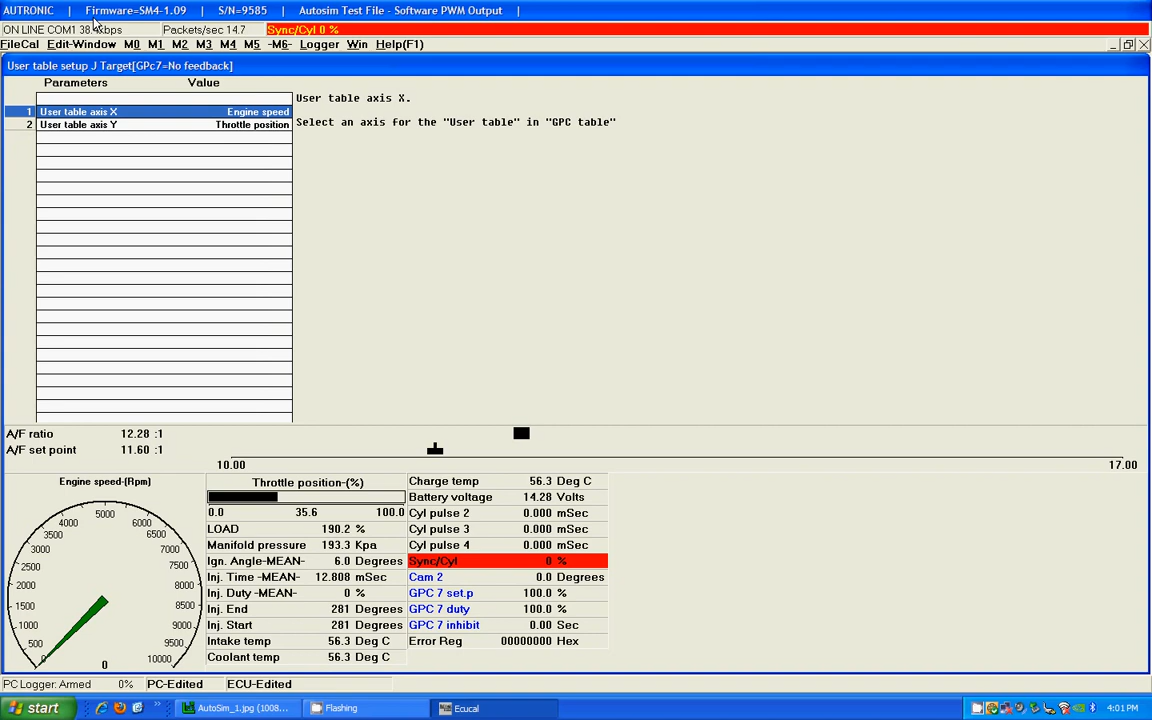 AUTRONIC | Firmware=SM4-1.09 | S/N=9585 | Autosim Test File - Software PWM Output |
ON LINE COM1 38.4kbps Packets/sec 14.7 Sync/Cyl 0 %
FileCal Edit-Window M0 M1 M2 M3 M4 M5 -M6- Logger Win Help(F1)
User table setup J Target[GPc7=No feedback]
Parameters Value
User table axis X.
1 User table axis X Engine speed
2 User table axis Y Throttle position
Select an axis for the "User table" in "GPC table"
A/F ratio 12.28 :1
A/F set point 11.60 :1
10.00 17.00
Engine speed-(Rpm)
0 500 1000 1500 2000 2500 3000 4000 5000 6000 6500 7000 7500 8000 8500 9000 9500 10000
0
Throttle position-(%)
0.0 35.6 100.0
LOAD 190.2 %
Manifold pressure 193.3 Kpa
Ign. Angle-MEAN- 6.0 Degrees
Inj. Time -MEAN- 12.808 mSec
Inj. Duty -MEAN- 0 %
Inj. End 281 Degrees
Inj. Start 281 Degrees
Intake temp 56.3 Deg C
Coolant temp 56.3 Deg C
Charge temp 56.3 Deg C
Battery voltage 14.28 Volts
Cyl pulse 2 0.000 mSec
Cyl pulse 3 0.000 mSec
Cyl pulse 4 0.000 mSec
Sync/Cyl 0 %
Cam 2 0.0 Degrees
GPC 7 set.p 100.0 %
GPC 7 duty 100.0 %
GPC 7 inhibit 0.00 Sec
Error Reg 00000000 Hex
PC Logger: Armed 0% PC-Edited ECU-Edited
start AutoSim_1.jpg (1008... Flashing Ecucal 4:01 PM